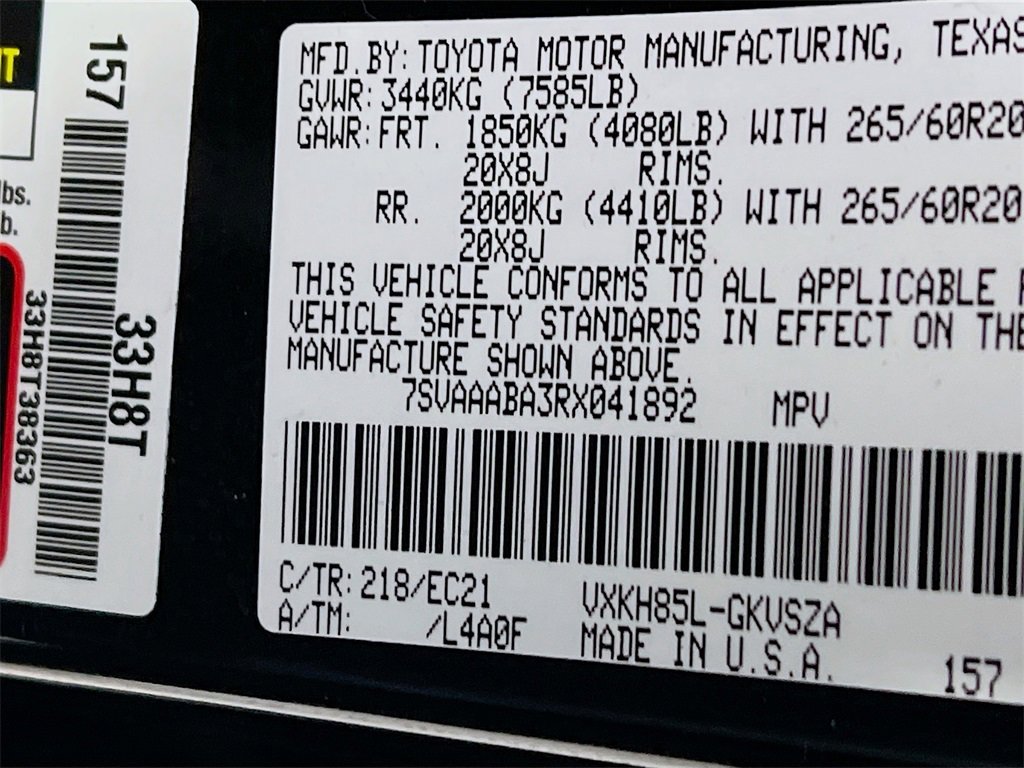 T
lbs.
b.
157
33H8T
33H8T38363
MFD.BY:TOYOTA MOTOR MANUFACTURING, TEXAS
GVWR:3440KG (7585LB)
GAWR:FRT. 1850KG (4080LB) WITH 265/60R20
20X8J RIMS.
RR. 2000KG (4410LB) WITH 265/60R20
20X8J RIMS.
THIS VEHICLE CONFORMS TO ALL APPLICABLE
VEHICLE SAFETY STANDARDS IN EFFECT ON THE
MANUFACTURE SHOWN ABOVE.
7SVAAABA3RX041892 MPV
C/TR:218/EC21 VXKH85L-GKVSZA
A/TM: /L4A0F MADE IN U.S.A. 157